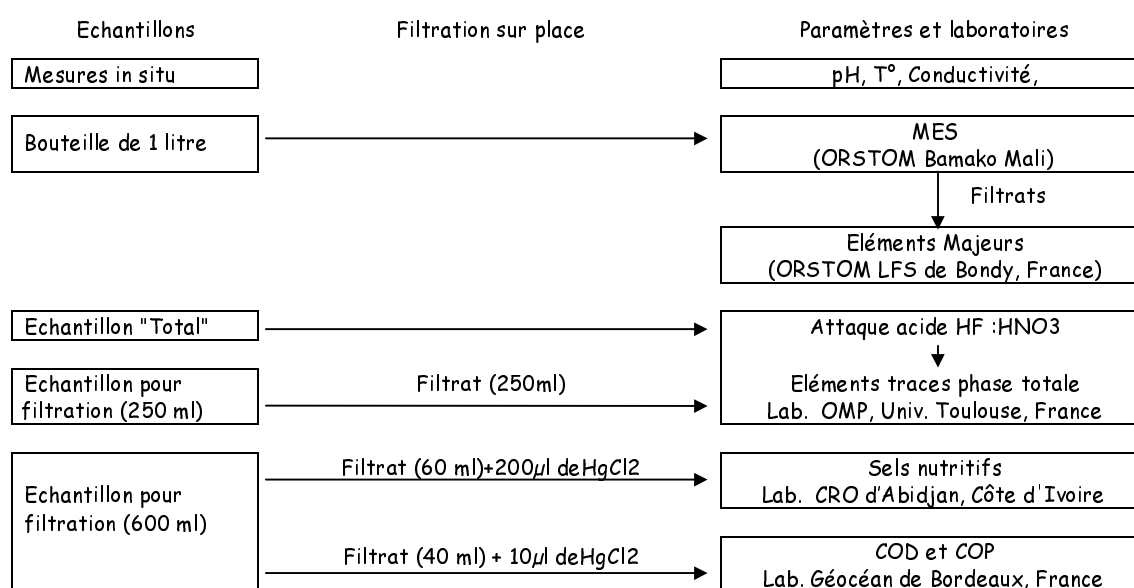 Echantillons
Filtration sur place
Paramètres et laboratoires
Mesures in situ
pH, T°, Conductivité,
Bouteille de 1 litre
MES
(ORSTOM Bamako Mali)
Filtrats
Eléments Majeurs
(ORSTOM LFS de Bondy, France)
Echantillon "Total"
Attaque acide HF :HNO3
Echantillon pour
filtration (250 ml)
Filtrat (250ml)
Eléments traces phase totale
Lab. OMP, Univ. Toulouse, France
Echantillon pour
filtration (600 ml)
Filtrat (60 ml)+200µl deHgCl2
Sels nutritifs
Lab. CRO d'Abidjan, Côte d'Ivoire
Filtrat (40 ml) + 10µl deHgCl2
COD et COP
Lab. Géocéan de Bordeaux, France